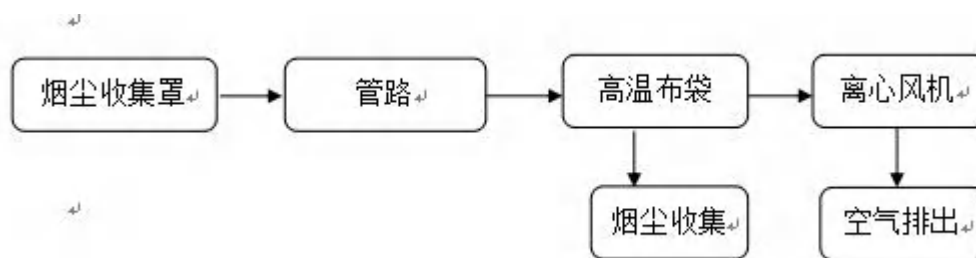 烟尘收集罩
管路
高温布袋
离心风机
烟尘收集
空气排出